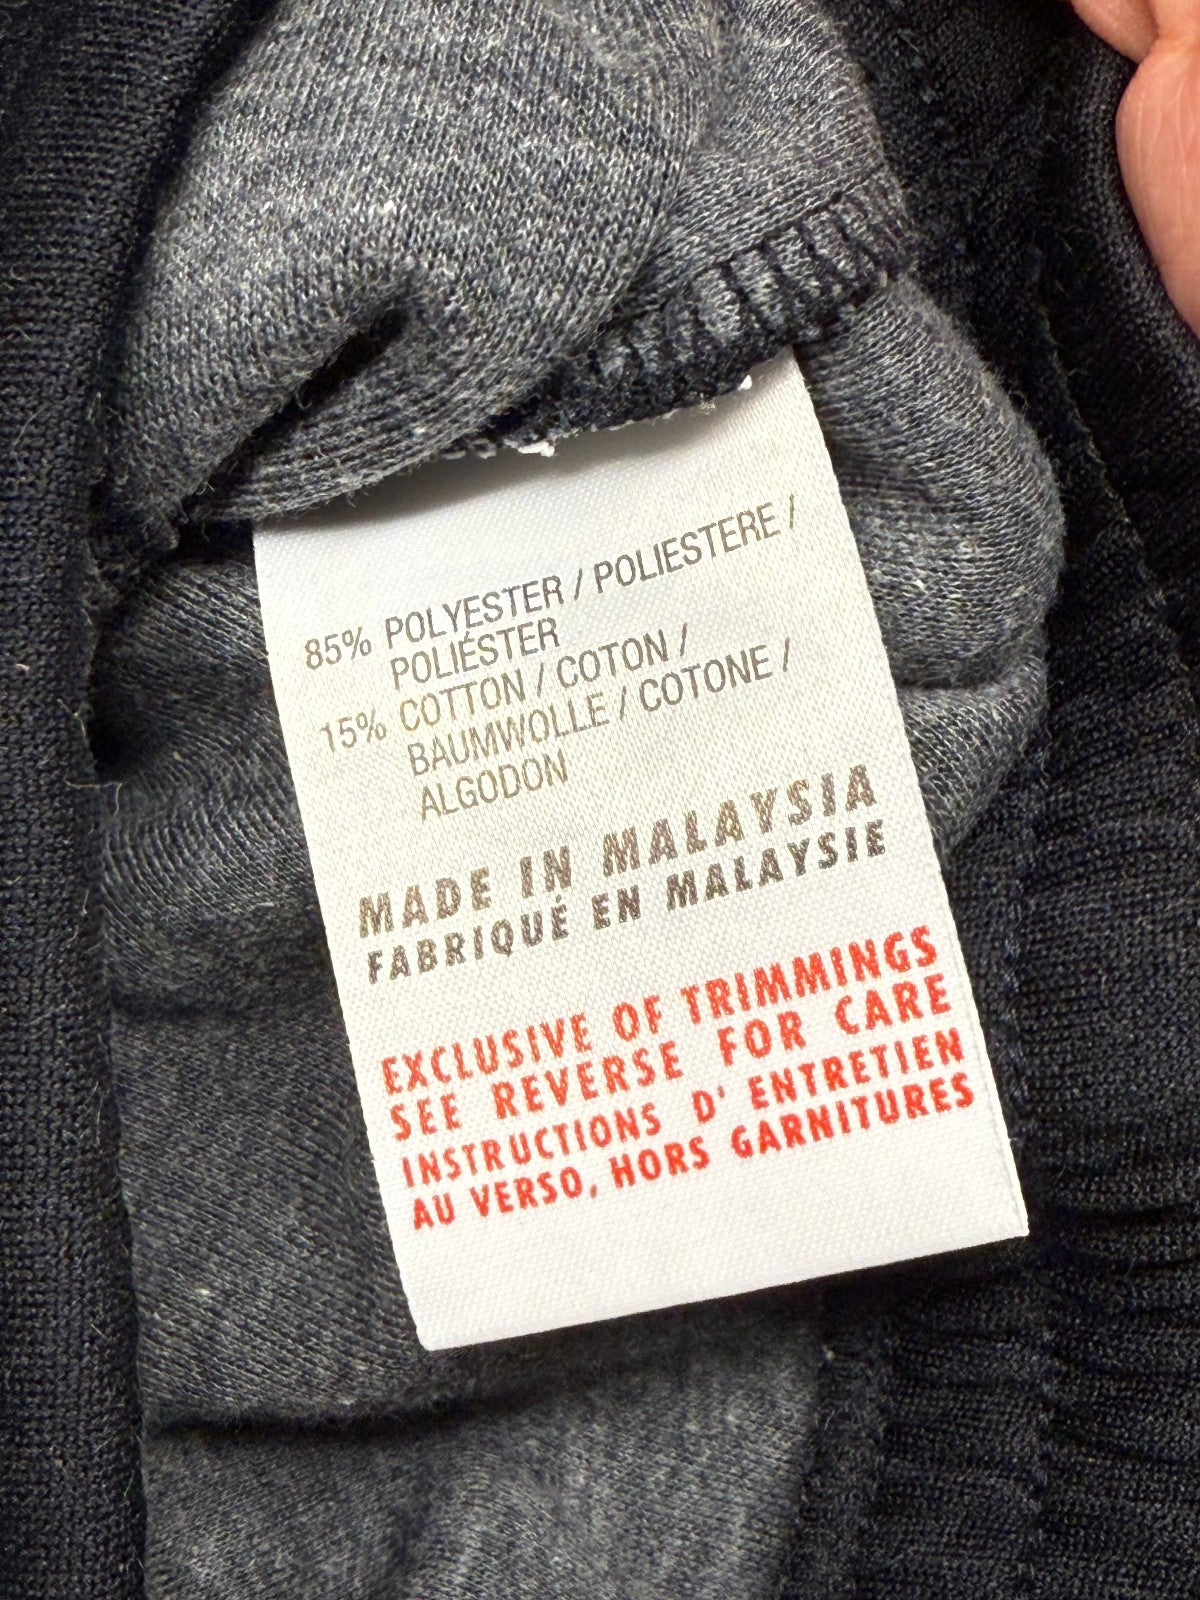 85% POLYESTER / POLIESTERE /
POLIÉSTER
15% COTTON / COTON /
BAUMWOLLE / COTONE /
ALGODON
MADE IN MALAYSIA
FABRIQUÉ EN MALAYSIE
EXCLUSIVE OF TRIMMINGS
SEE REVERSE FOR CARE
INSTRUCTIONS D' ENTRETIEN
AU VERSO, HORS GARNITURES